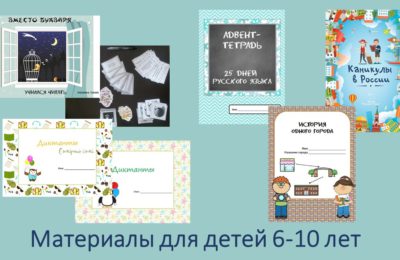 ВМЕСТО БУКВАРЯ
УЧИМСЯ ЧИТАТЬ
АДВЕНТ-
ТЕТРАДЬ
25 ДНЕЙ
РУССКОГО ЯЗЫКА
Каникулы
в России
Диктанты
Диктанты
ИСТОРИЯ
ОДНОГО ГОРОДА
Материалы для детей 6-10 лет